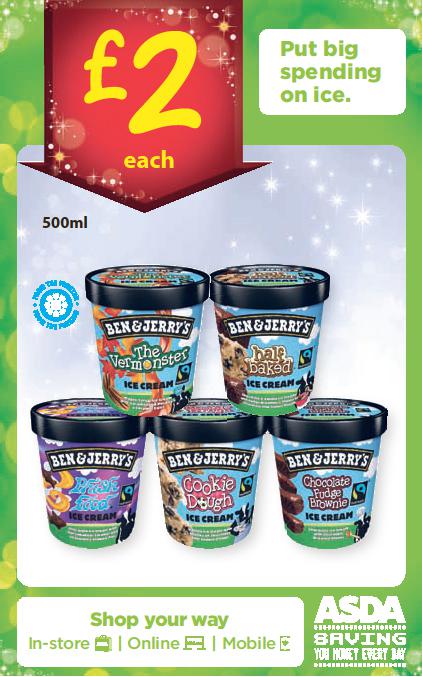 £2
each
Put big
spending
on ice.
500ml
BEN & JERRY'S
The
Vermonster
ICE CREAM
BEN & JERRY'S
half
baked
ICE CREAM
BEN & JERRY'S
Phish
Food
ICE CREAM
BEN & JERRY'S
Cookie
Dough
ICE CREAM
BEN & JERRY'S
Chocolate
Fudge
Brownie
ICE CREAM
Shop your way
In-store | Online | Mobile
ASDA
SAVING
YOU MONEY EVERY DAY